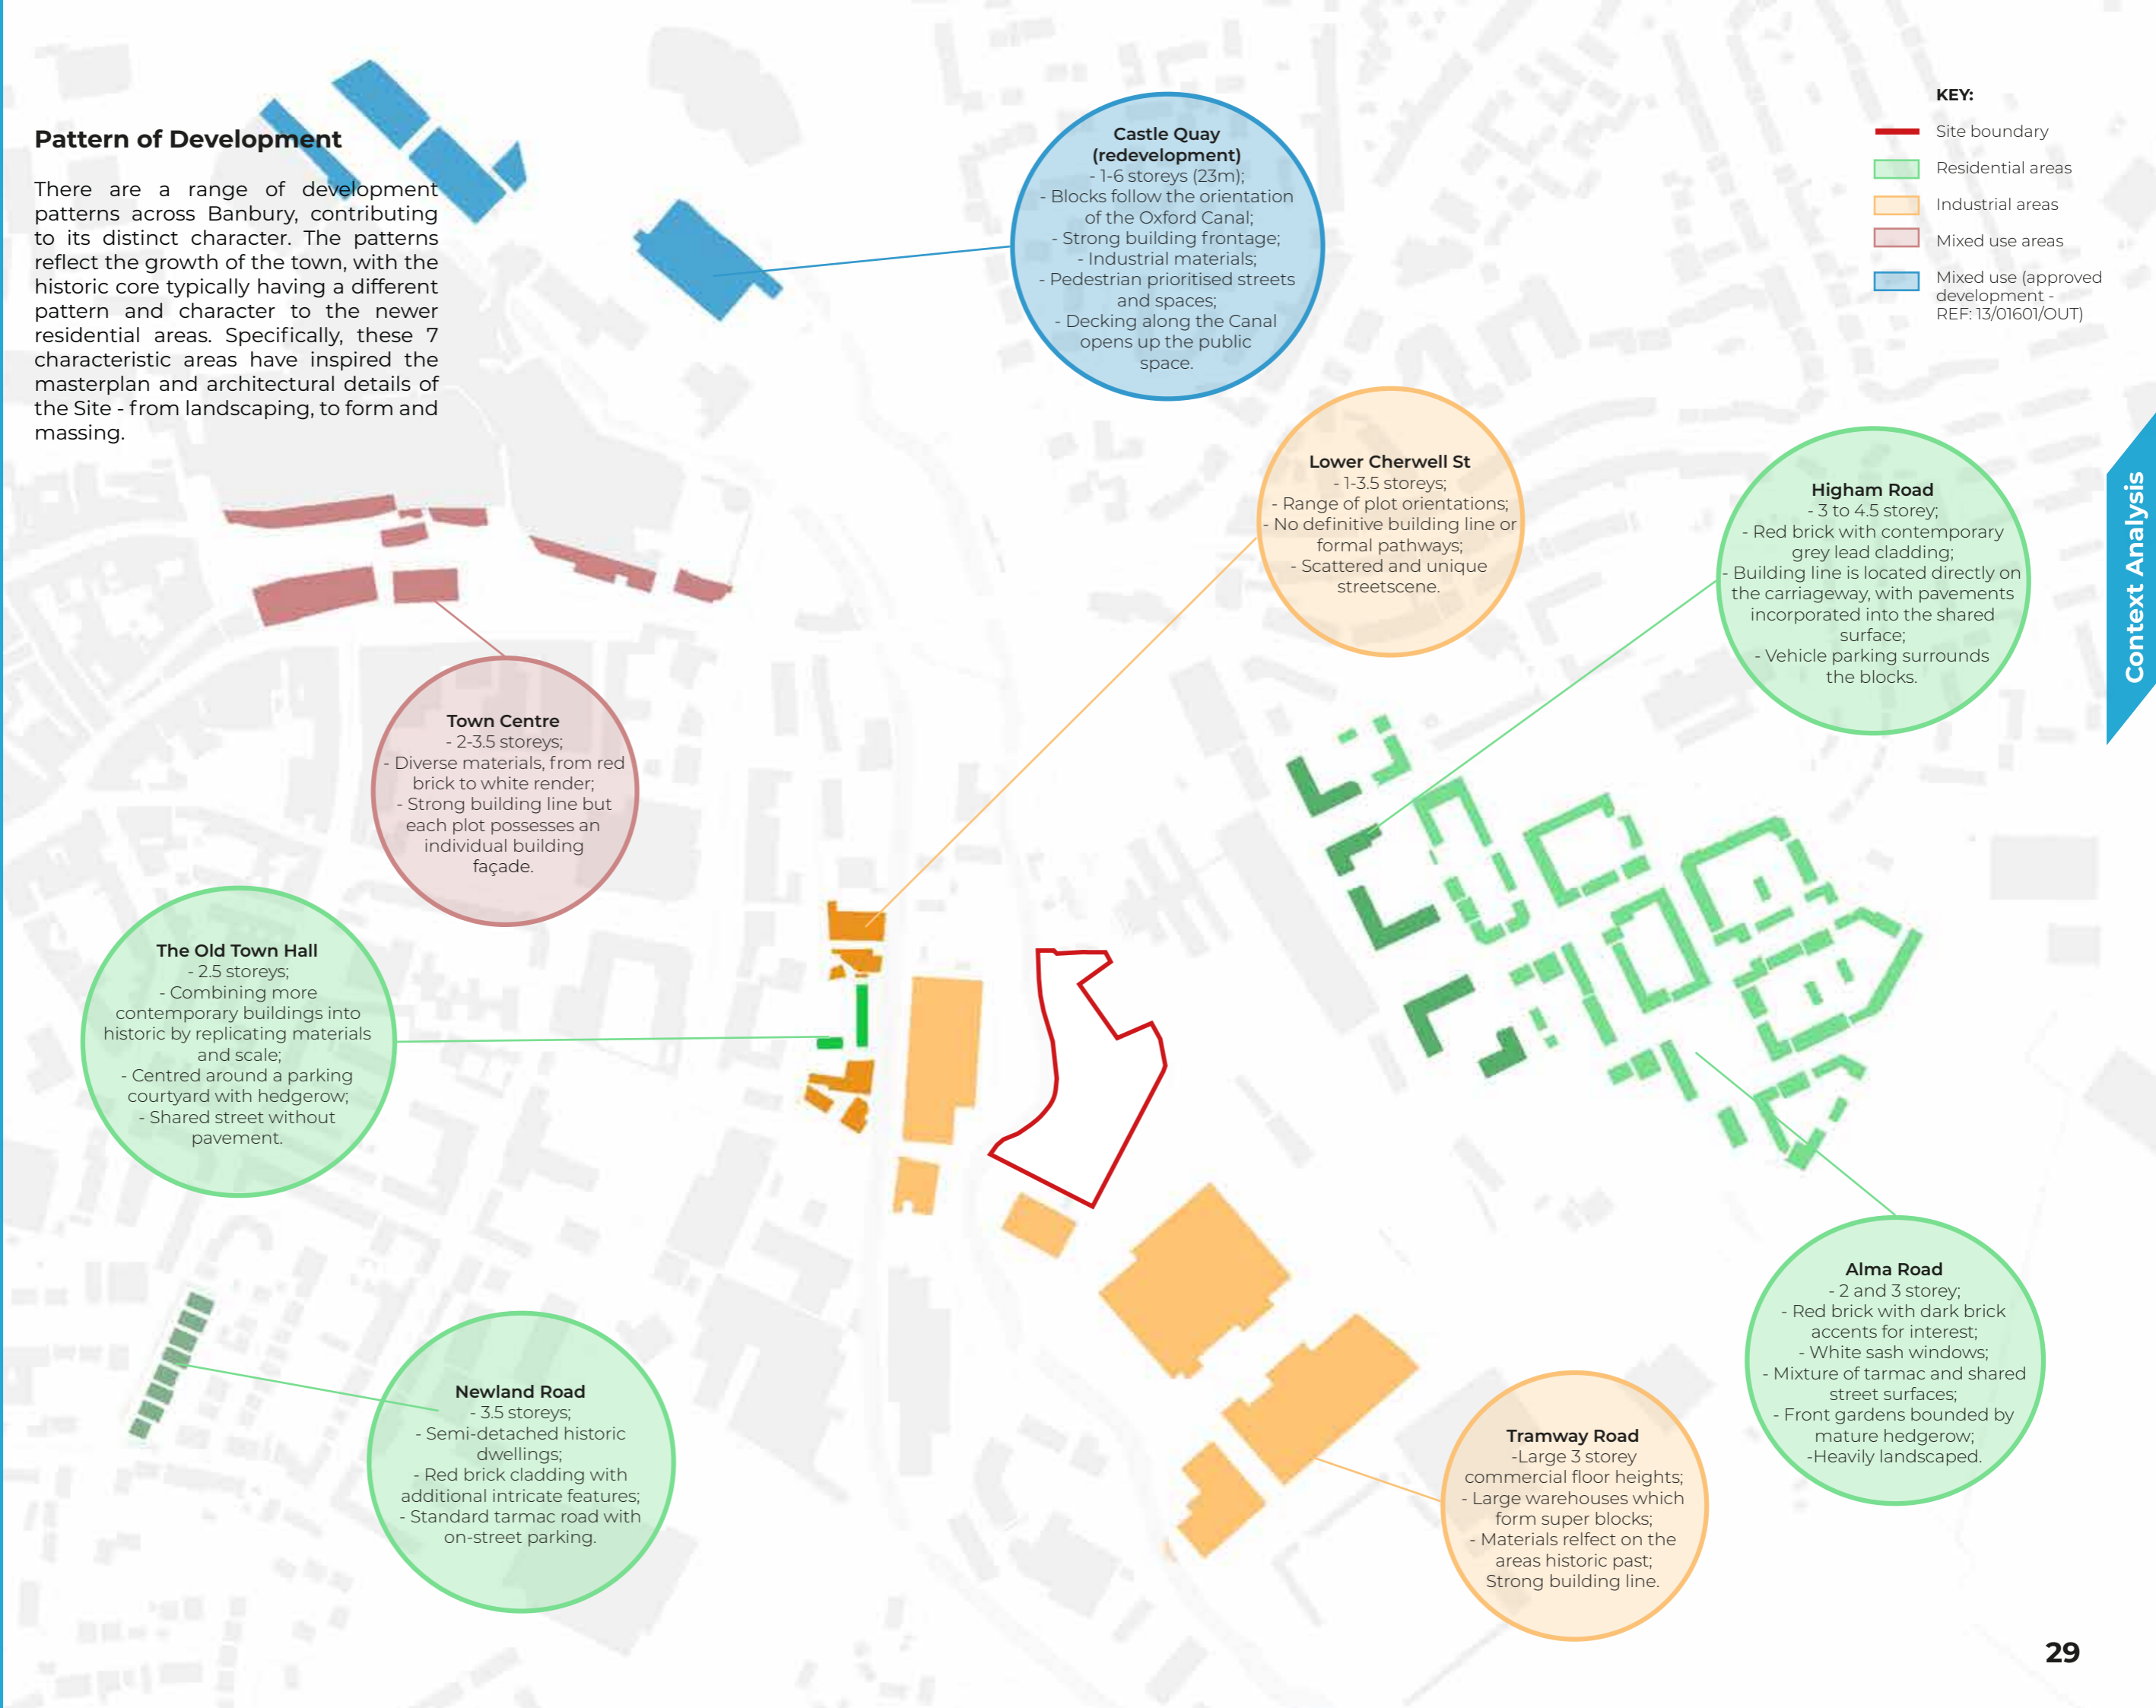 Pattern of Development
There are a range of development
patterns across Banbury, contributing
to its distinct character. The patterns
reflect the growth of the town, with the
historic core typically having a different
pattern and character to the newer
residential areas. Specifically, these 7
characteristic areas have inspired the
masterplan and architectural details of
the Site - from landscaping, to form and
massing.
Castle Quay
(redevelopment)
- 1-6 storeys (23m);
- Blocks follow the orientation
of the Oxford Canal;
- Strong building frontage;
- Industrial materials;
- Pedestrian prioritised streets
and spaces;
- Decking along the Canal
opens up the public
space.
KEY:
Site boundary
Residential areas
Industrial areas
Mixed use areas
Mixed use (approved
development -
REF: 13/01601/OUT)
Lower Cherwell St
- 1-3.5 storeys;
- Range of plot orientations;
- No definitive building line or
formal pathways;
- Scattered and unique
streetscene.
Higham Road
- 3 to 4.5 storey;
- Red brick with contemporary
grey lead cladding;
- Building line is located directly on
the carriageway, with pavements
incorporated into the shared
surface;
- Vehicle parking surrounds
the blocks.
Context Analysis
Town Centre
- 2-3.5 storeys;
- Diverse materials, from red
brick to white render;
- Strong building line but
each plot possesses an
individual building
façade.
The Old Town Hall
- 2.5 storeys;
- Combining more
contemporary buildings into
historic by replicating materials
and scale;
- Centred around a parking
courtyard with hedgerow;
- Shared street without
pavement.
Newland Road
- 3.5 storeys;
- Semi-detached historic
dwellings;
- Red brick cladding with
additional intricate features;
- Standard tarmac road with
on-street parking.
Alma Road
- 2 and 3 storey;
- Red brick with dark brick
accents for interest;
- White sash windows;
- Mixture of tarmac and shared
street surfaces;
- Front gardens bounded by
mature hedgerow;
-Heavily landscaped.
Tramway Road
-Large 3 storey
commercial floor heights;
- Large warehouses which
form super blocks;
- Materials relfect on the
areas historic past;
Strong building line.
29